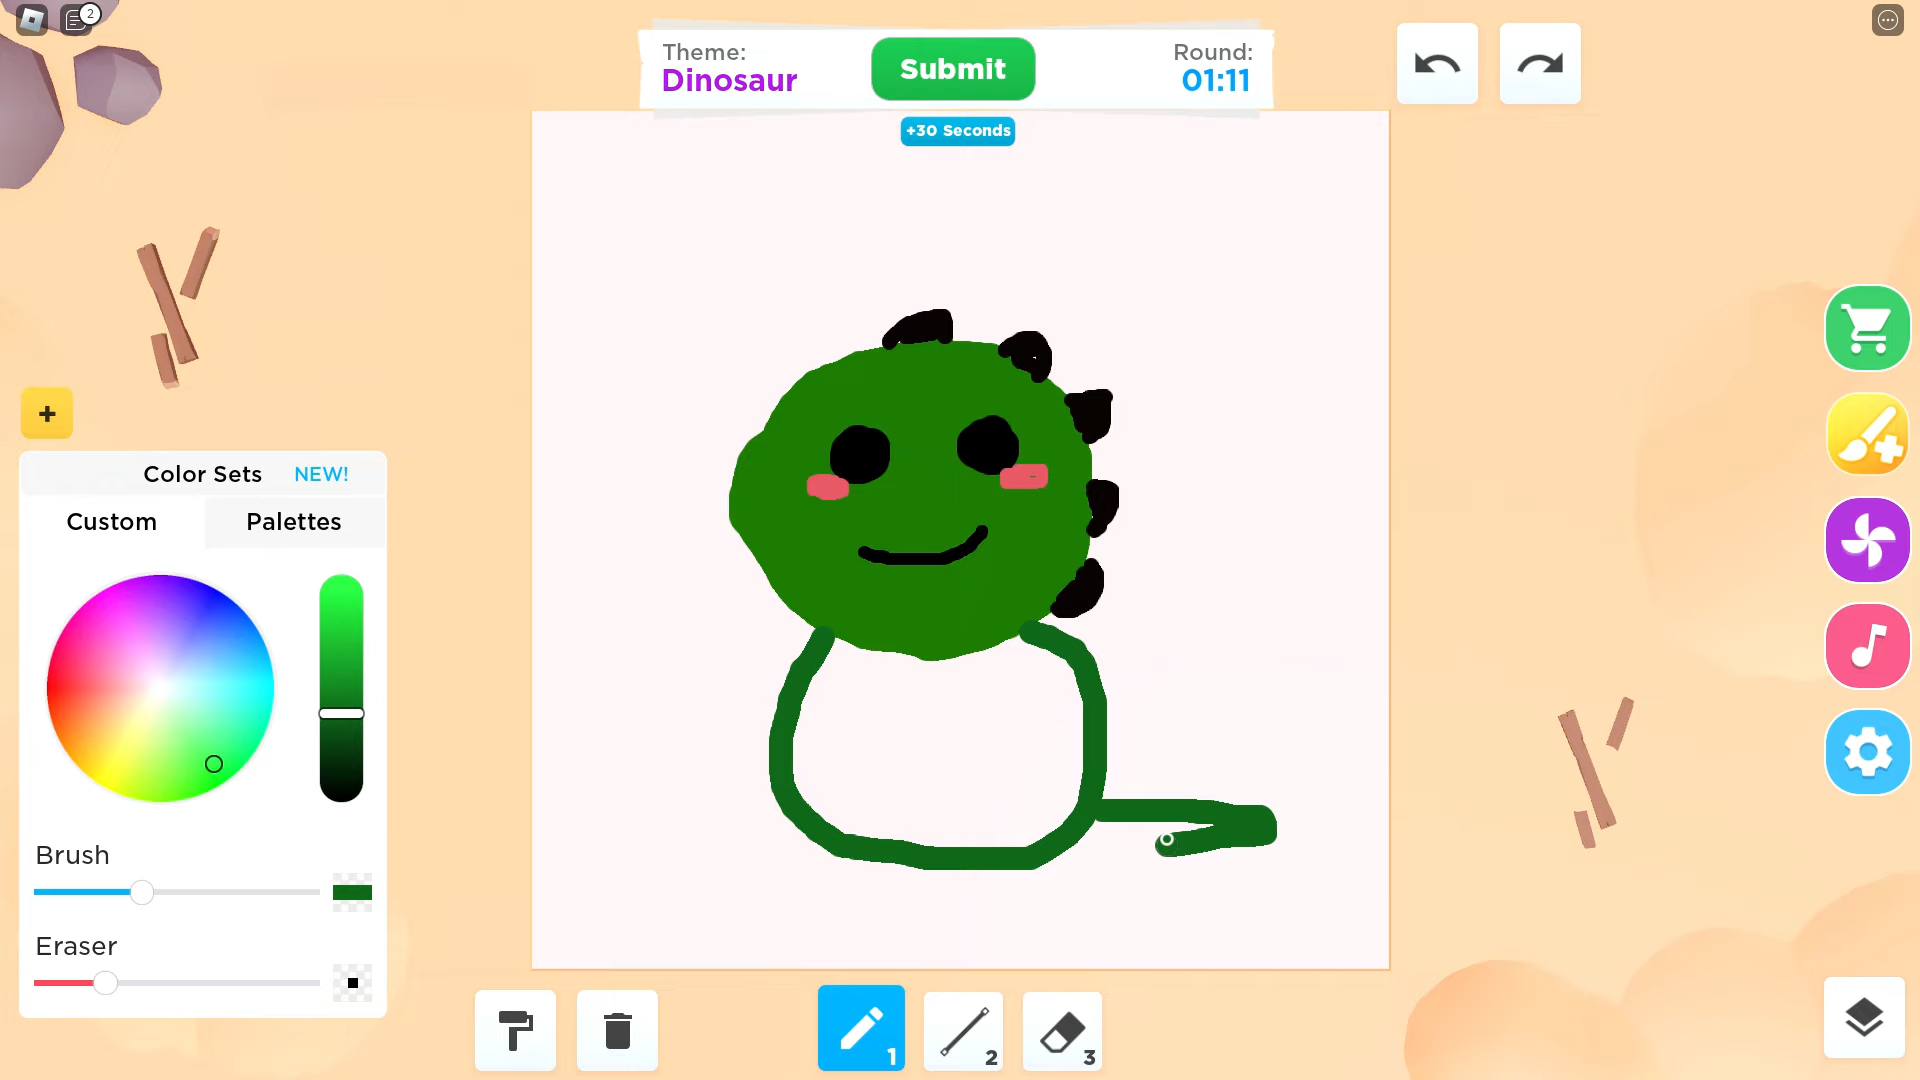 2
Theme:
Dinosaur
Submit
Round:
01:11
+30 Seconds
+
Color Sets NEW!
Custom Palettes
Brush
Eraser
1
2
3